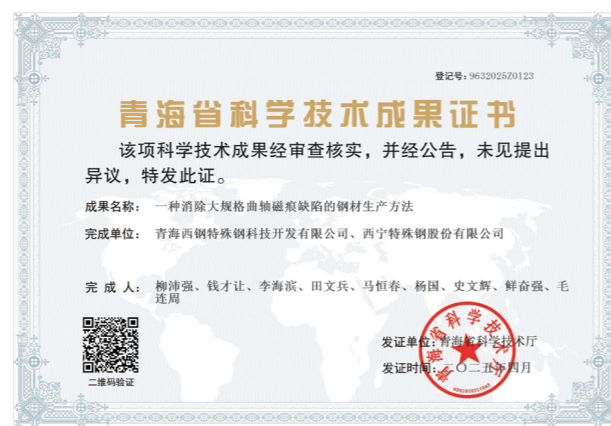 登记号: 9632025Z0123
青海省科学技术成果证书
该项科学技术成果经审查核实，并经公告，未见提出
异议，特发此证。
成果名称： 一种消除大规格曲轴磁痕缺陷的钢材生产方法
完成单位： 青海西钢特殊钢科技开发有限公司、西宁特殊钢股份有限公司
完 成 人： 柳沛强、钱才让、李海滨、田文兵、马恒春、杨国、史文辉、鲜奋强、毛
连周
发证单位:青海省科学技术厅
发证时间:二〇二五年四月
二维码验证
青海省科学技术厅